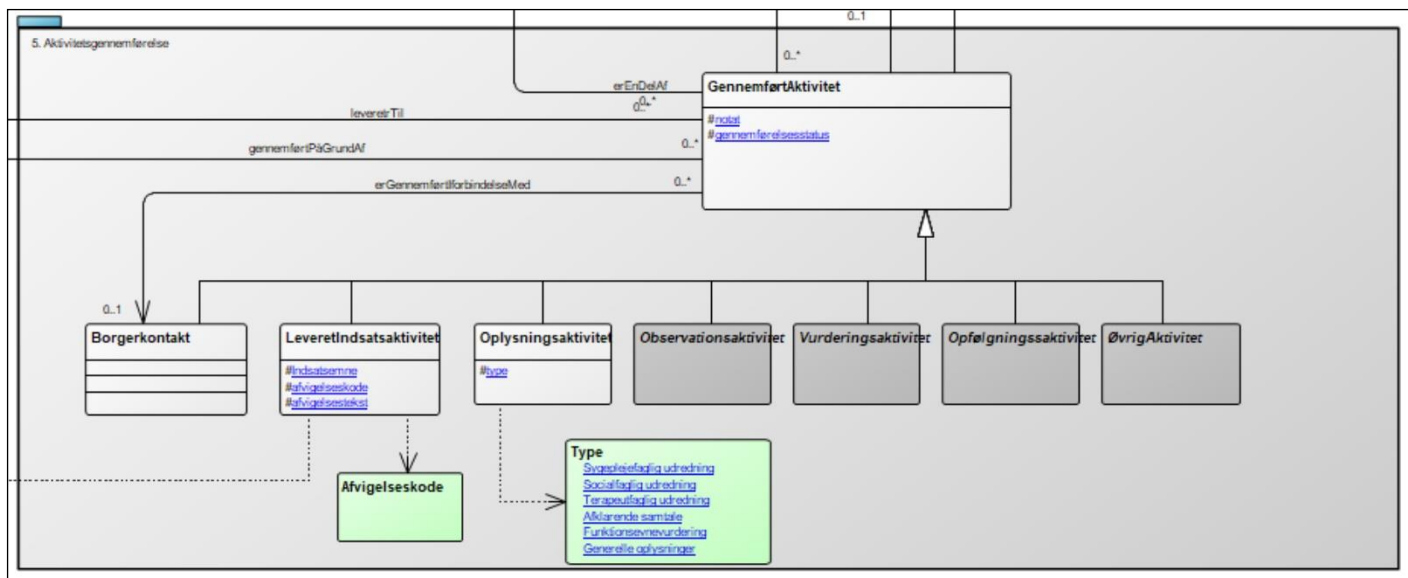 0..1
5. Aktivitetsgennemførelse
0..*
erEnDelAf
GennemførtAktivitet
0..*
leveretrTil
#notat
#gennemførelsesstatus
gennemførtPåGrundAf
0..*
erGennemførtIforbindelseMed
0..*
0..1
Borgerkontakt
LeveretIndsatsaktivitet
Oplysningsaktivitet
Observationsaktivitet
Vurderingsaktivitet
Opfølgningssaktivitet
ØvrigAktivitet
#Indsatsemne
#afvigelseskode
#afvigelsestekst
#type
Afvigelseskode
Type
Sygeplejefaglig udredning
Socialfaglig udredning
Terapeutfaglig udredning
Afklarende samtale
Funktionsevnevurdering
Generelle oplysninger